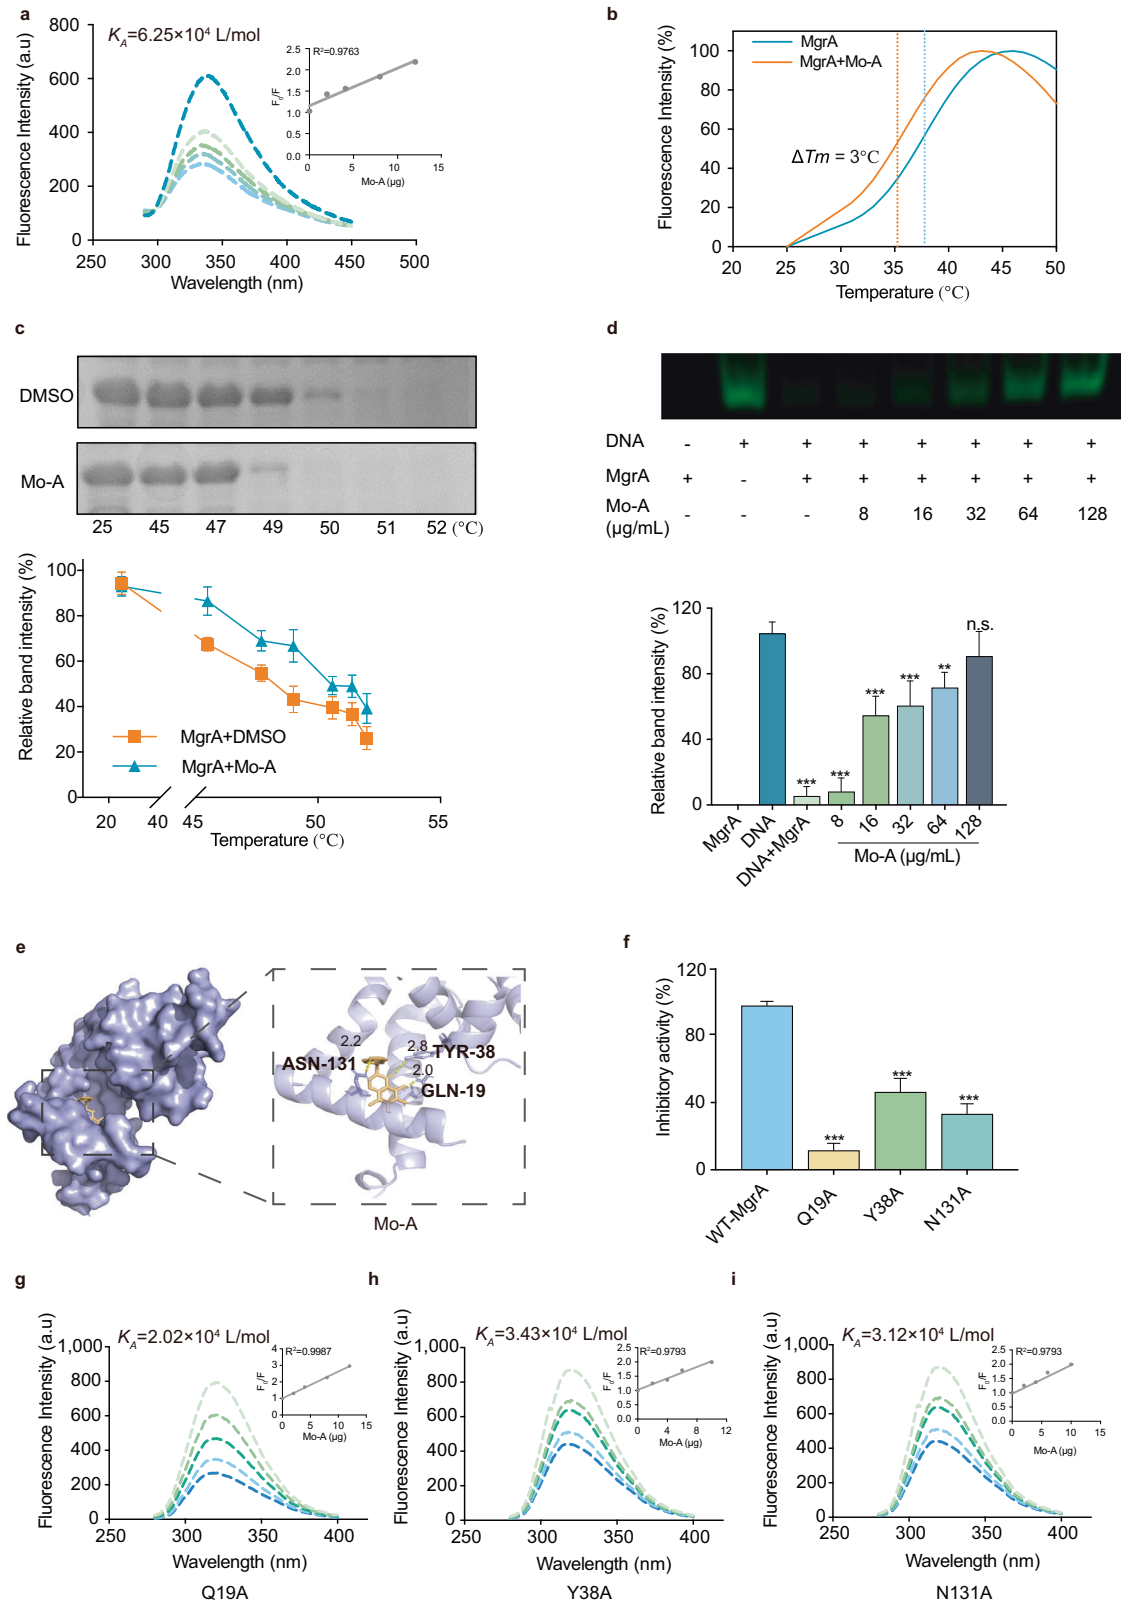 a
K_A=6.25×10⁴ L/mol
Fluorescence Intensity (a.u)
800
600
400
200
0
250 300 350 400 450 500
Wavelength (nm)
R²=0.9763
F₀/F
2.5
2.0
1.5
1.0
0.5
0.0
0 5 10 15
Mo-A (μg)
b
Fluorescence Intensity (%)
100
80
60
40
20
0
MgrA
MgrA+Mo-A
ΔTm = 3°C
20 25 30 35 40 45 50
Temperature (°C)
c
DMSO
Mo-A
25 45 47 49 50 51 52 (°C)
Relative band intensity (%)
100
80
60
40
20
0
MgrA+DMSO
MgrA+Mo-A
20 40 45 50 55
Temperature (°C)
d
DNA - + + + + + + +
MgrA + - + + + + + +
Mo-A
(μg/mL) - - - 8 16 32 64 128
Relative band intensity (%)
120
80
40
0
*** *** *** *** ** n.s.
MgrA DNA DNA+MgrA 8 16 32 64 128
Mo-A (μg/mL)
e
2.2
2.8
ASN-131
TYR-38
2.0
GLN-19
Mo-A
f
Inhibitory activity (%)
120
80
40
0
*** *** ***
WT-MgrA Q19A Y38A N131A
g
K_A=2.02×10⁴ L/mol
Fluorescence Intensity (a.u)
1,000
800
600
400
200
0
250 300 350 400
Wavelength (nm)
Q19A
R²=0.9987
F₀/F
4
3
2
1
0
0 5 10 15
Mo-A (μg)
h
K_A=3.43×10⁴ L/mol
Fluorescence Intensity (a.u)
1,000
800
600
400
200
0
250 300 350 400
Wavelength (nm)
Y38A
R²=0.9793
F₀/F
2.5
2.0
1.5
1.0
0.5
0.0
0 4 8 12
Mo-A (μg)
i
K_A=3.12×10⁴ L/mol
Fluorescence Intensity (a.u)
1,000
800
600
400
200
0
250 300 350 400
Wavelength (nm)
N131A
R²=0.9793
F₀/F
2.5
2.0
1.5
1.0
0.5
0.0
0 5 10 15
Mo-A (μg)